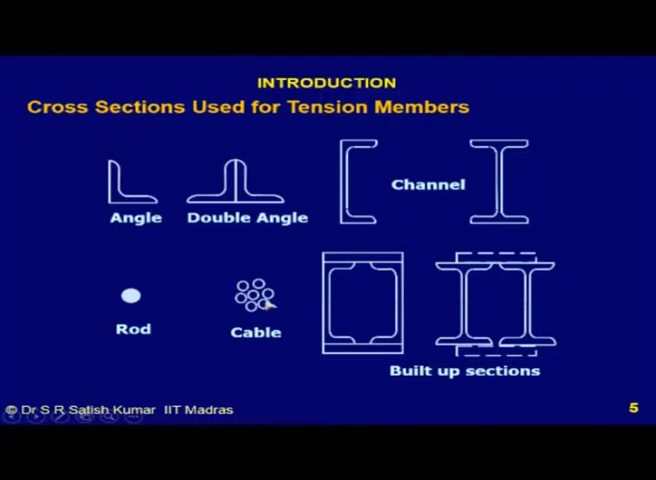 INTRODUCTION
Cross Sections Used for Tension Members
Channel
Angle
Double Angle
Rod
Cable
Built up sections
© Dr S R Satish Kumar IIT Madras
5